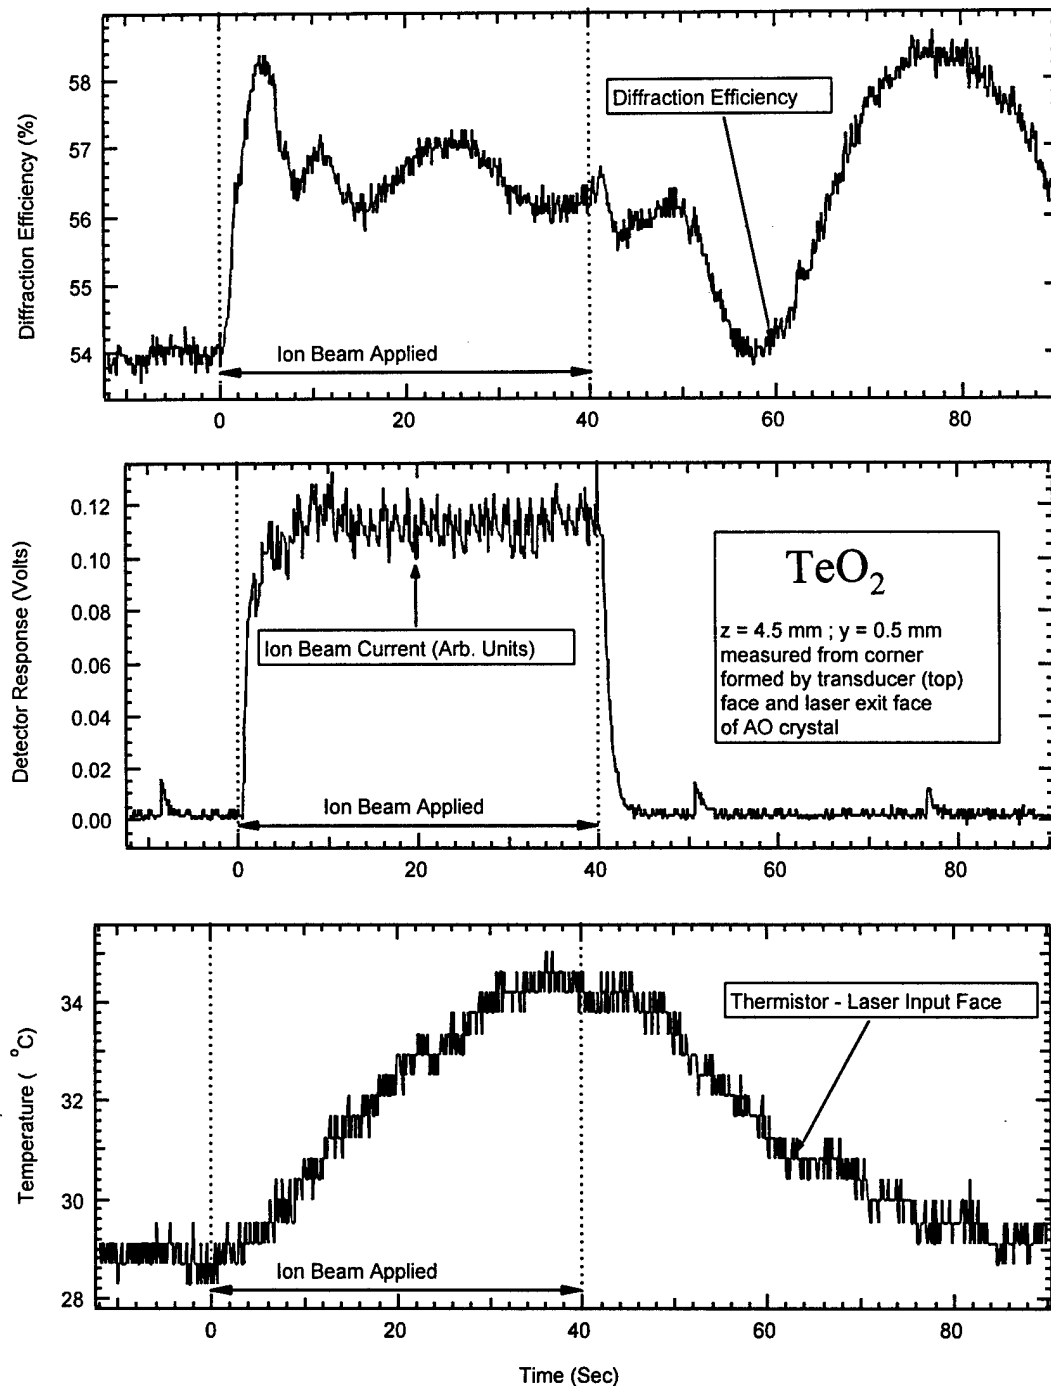 58
57
56
55
54
Diffraction Efficiency (%)
Diffraction Efficiency
Ion Beam Applied
0
20
40
60
80
0.12
0.10
0.08
0.06
0.04
0.02
0.00
Detector Response (Volts)
Ion Beam Current (Arb. Units)
TeO₂
z = 4.5 mm ; y = 0.5 mm
measured from corner
formed by transducer (top)
face and laser exit face
of AO crystal
Ion Beam Applied
0
20
40
60
80
34
32
30
28
Temperature ( °C)
Thermistor - Laser Input Face
Ion Beam Applied
0
20
40
60
80
Time (Sec)